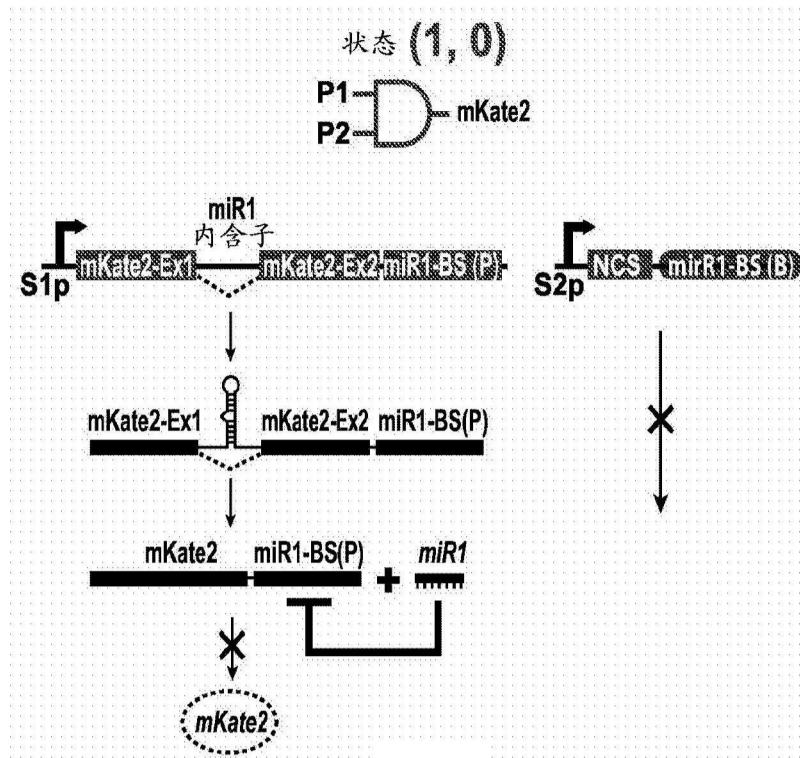 状态 (1, 0)
P1
P2
mKate2
miR1
内含子
mKate2-Ex1
mKate2-Ex2
miR1-BS (P)
S1p
NCS
mirR1-BS (B)
S2p
mKate2-Ex1
mKate2-Ex2
miR1-BS(P)
mKate2
miR1-BS(P)
+
miR1
mKate2